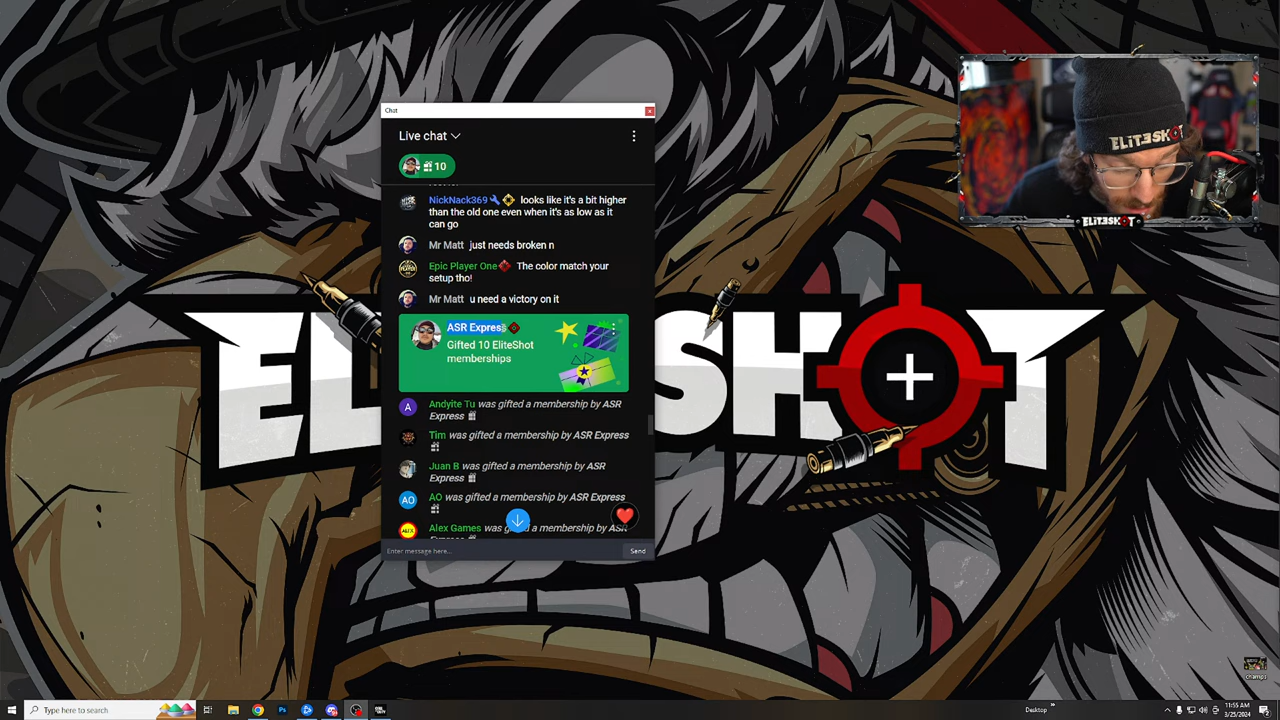 Chat
Live chat
10
NickNack369 looks like it's a bit higher
than the old one even when it's as low as it
can go
Mr Matt just needs broken n
Epic Player One The color match your
setup tho!
Mr Matt u need a victory on it
ASR Express
Gifted 10 EliteShot
memberships
A Andyite Tu was gifted a membership by ASR
Express
Tim was gifted a membership by ASR Express
Juan B was gifted a membership by ASR
Express
AO AO was gifted a membership by ASR Express
Alex Games was gifted a membership by ASR
Enter message here...
Send
ELITESHOT
ELITESHOT
ELITESHOT
champs
Type here to search
Desktop
11:55 AM
3/25/2024